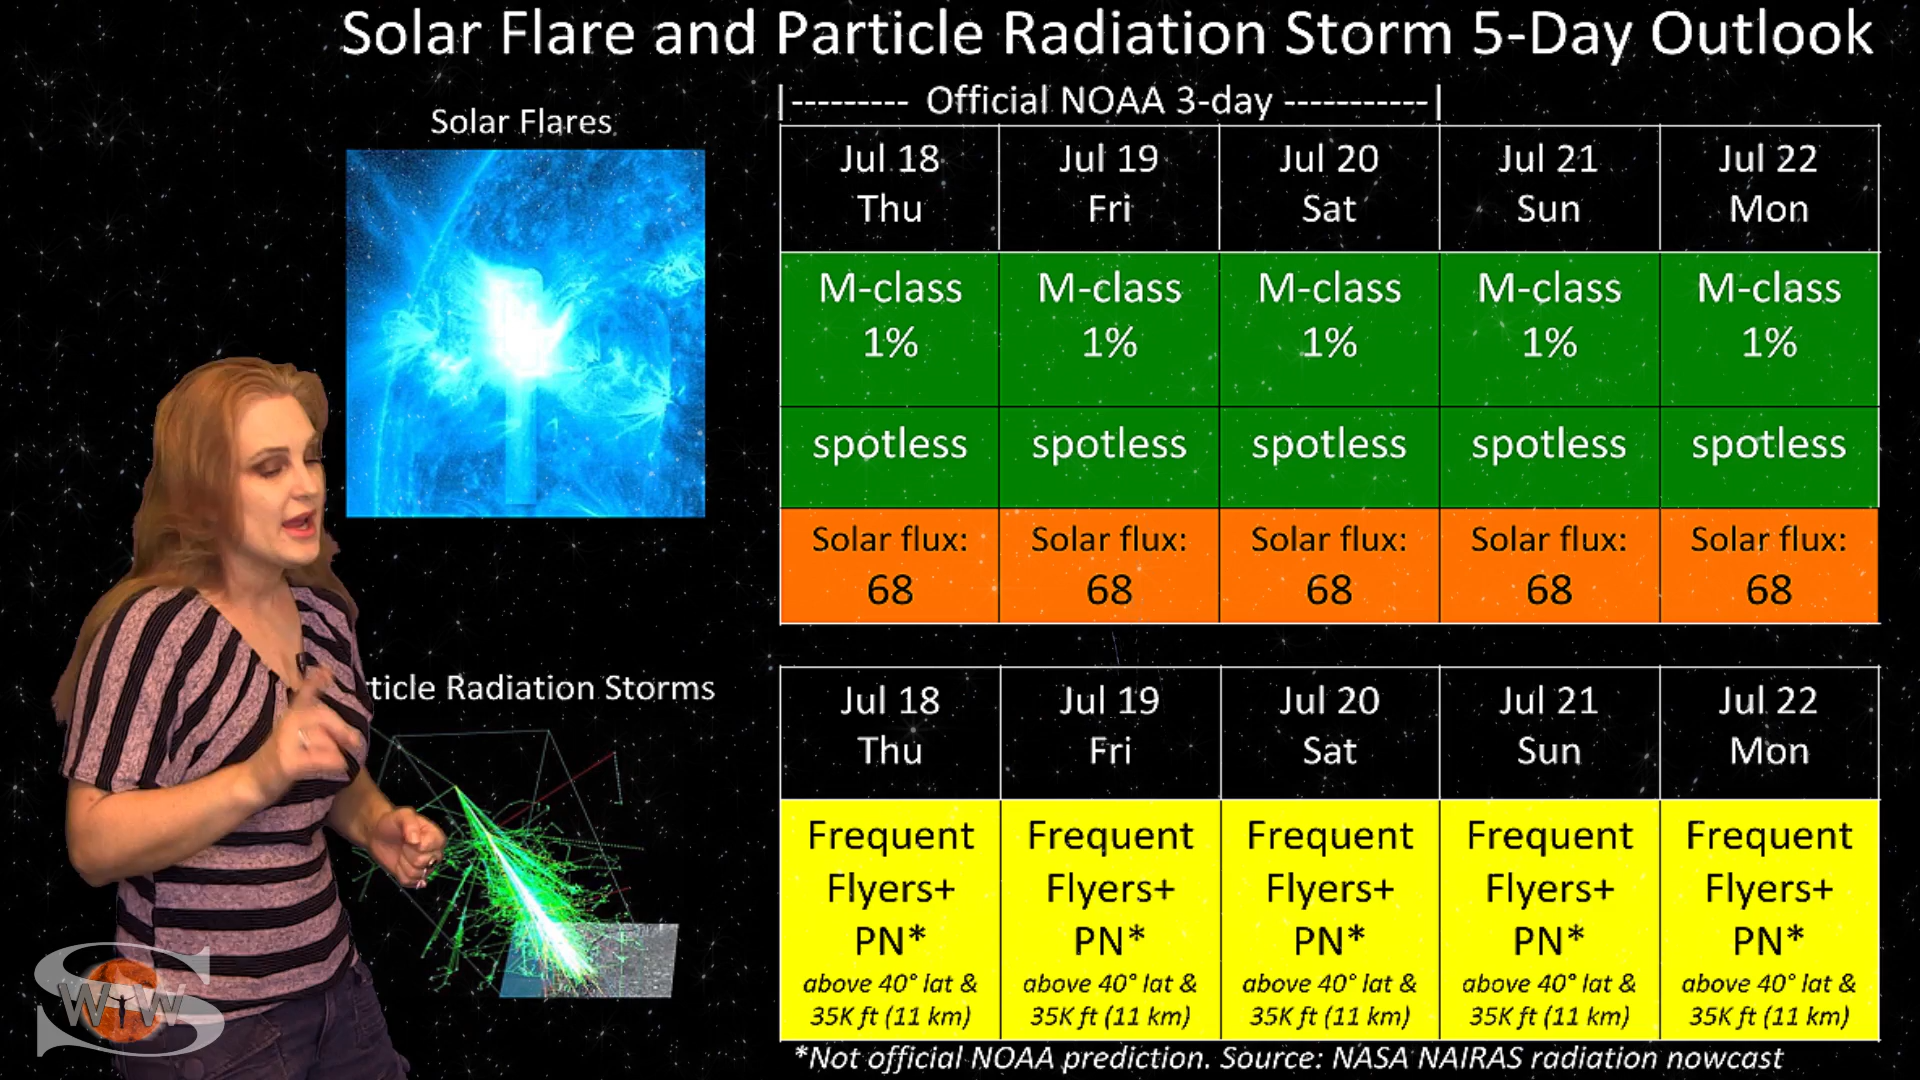 Solar Flare and Particle Radiation Storm 5-Day Outlook
Solar Flares
|--------- Official NOAA 3-day -----------|
Jul 18 Jul 19 Jul 20 Jul 21 Jul 22
Thu Fri Sat Sun Mon
M-class M-class M-class M-class M-class
1% 1% 1% 1% 1%
spotless spotless spotless spotless spotless
Solar flux: Solar flux: Solar flux: Solar flux: Solar flux:
68 68 68 68 68
ticle Radiation Storms
Jul 18 Jul 19 Jul 20 Jul 21 Jul 22
Thu Fri Sat Sun Mon
Frequent Frequent Frequent Frequent Frequent
Flyers+ Flyers+ Flyers+ Flyers+ Flyers+
PN* PN* PN* PN* PN*
above 40° lat & above 40° lat & above 40° lat & above 40° lat & above 40° lat &
35K ft (11 km) 35K ft (11 km) 35K ft (11 km) 35K ft (11 km) 35K ft (11 km)
*Not official NOAA prediction. Source: NASA NAIRAS radiation nowcast